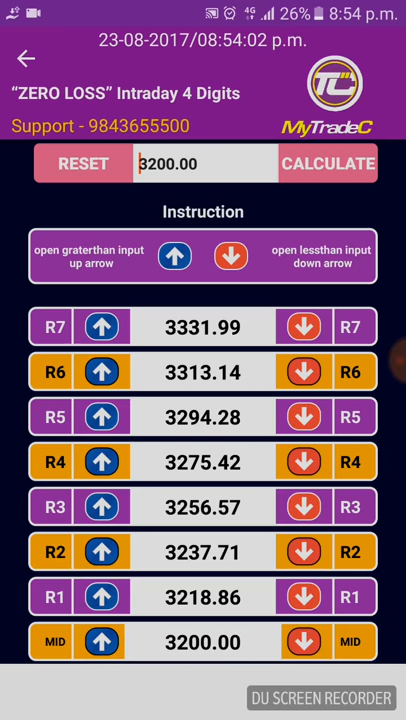 4G 26% 8:54 p.m.
23-08-2017/08:54:02 p.m.
“ZERO LOSS” Intraday 4 Digits
TC
Support - 9843655500
MyTradeC
RESET 3200.00 CALCULATE
Instruction
open graterthan input open lessthan input
up arrow down arrow
R7 3331.99 R7
R6 3313.14 R6
R5 3294.28 R5
R4 3275.42 R4
R3 3256.57 R3
R2 3237.71 R2
R1 3218.86 R1
MID 3200.00 MID
DU SCREEN RECORDER